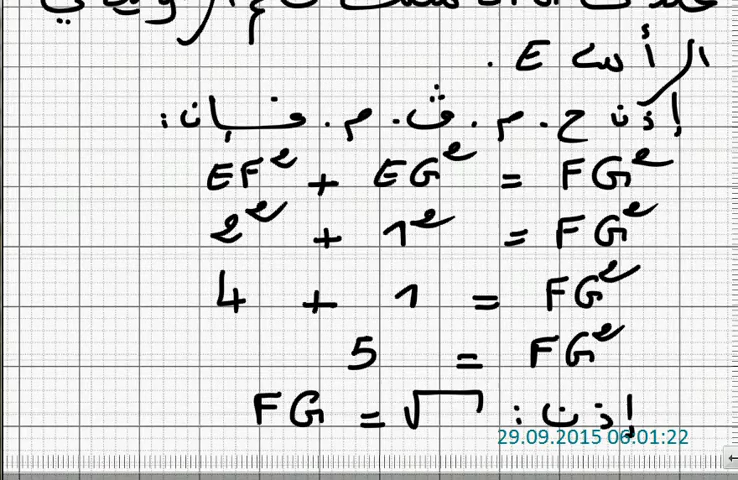 الرأس E .
إذن ح . م . ڤ . م . فإن :
EF² + EG² = FG²
2² + 1² = FG²
4 + 1 = FG²
5 = FG²
إذن : FG = √
29.09.2015 06:01:22